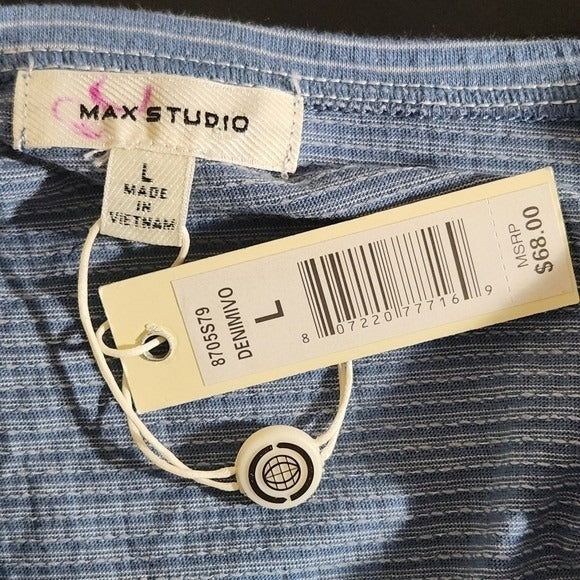 MAX STUDIO
L
MADE
IN
VIETNAM
8705S79
DENIMIVO
L
8 07220 77716 9
MSRP
$68.00